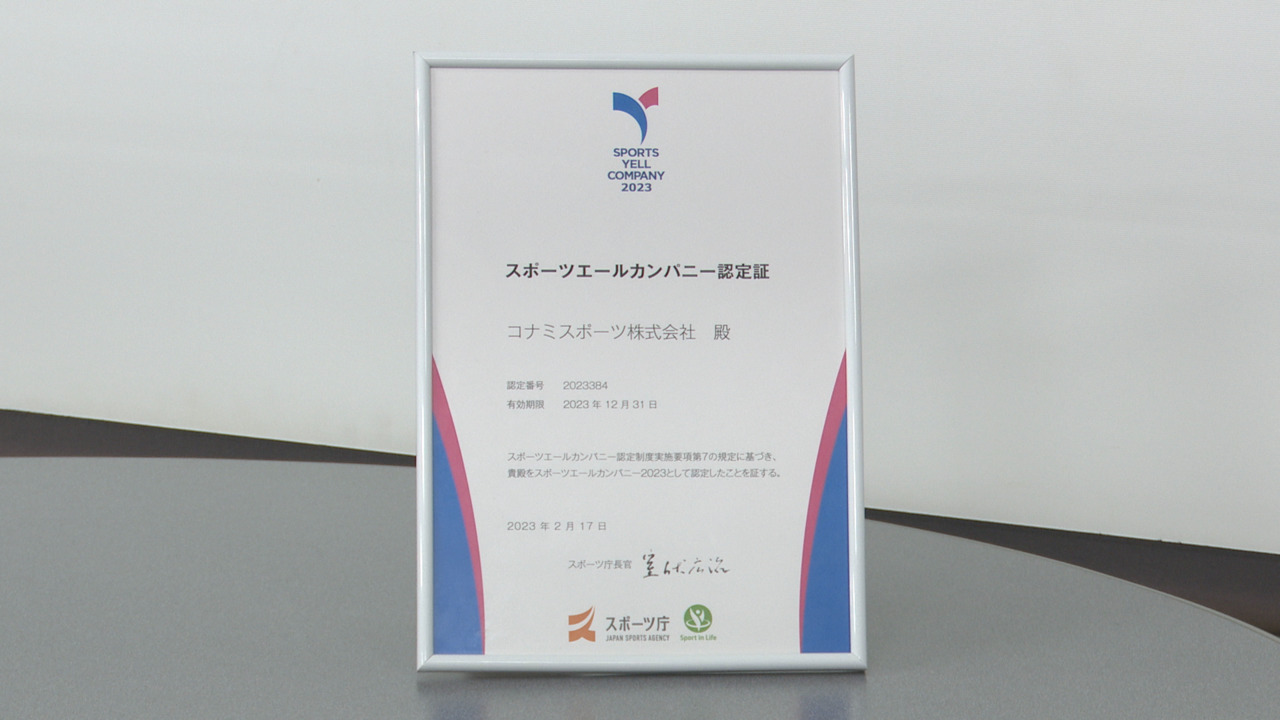 SPORTS
YELL
COMPANY
2023
スポーツエールカンパニー認定証
コナミスポーツ株式会社 殿
認定番号 2023384
有効期限 2023 年 12 月 31 日
スポーツエールカンパニー認定制度実施要項第7の規定に基づき、
貴殿をスポーツエールカンパニー2023として認定したことを証する。
2023 年 2 月 17 日
スポーツ庁長官 室伏広治
スポーツ庁
JAPAN SPORTS AGENCY
Sport in Life